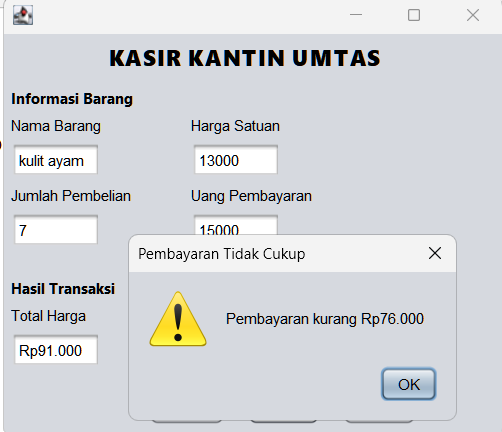 KASIR KANTIN UMTAS
Informasi Barang
Nama Barang Harga Satuan
kulit ayam 13000
Jumlah Pembelian Uang Pembayaran
7 15000
Pembayaran Tidak Cukup
Pembayaran kurang Rp76.000
OK
Hasil Transaksi
Total Harga
Rp91.000